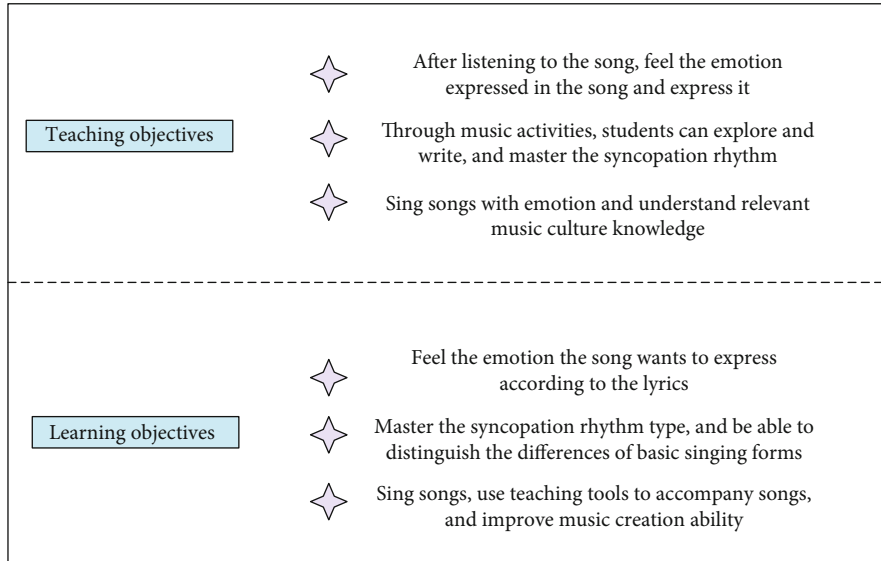 After listening to the song, feel the emotion
expressed in the song and express it
Teaching objectives
Through music activities, students can explore and
write, and master the syncopation rhythm
Sing songs with emotion and understand relevant
music culture knowledge
Feel the emotion the song wants to express
according to the lyrics
Learning objectives
Master the syncopation rhythm type, and be able to
distinguish the differences of basic singing forms
Sing songs, use teaching tools to accompany songs,
and improve music creation ability